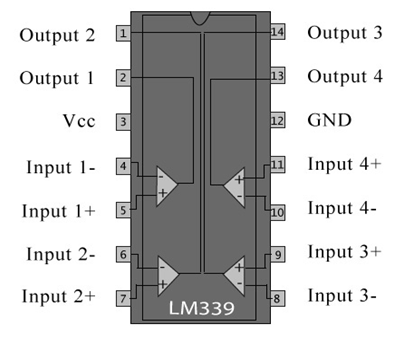 Output 2 1 14 Output 3
Output 1 2 13 Output 4
Vcc 3 12 GND
Input 1- 4 - + 11 Input 4+
Input 1+ 5 + - 10 Input 4-
Input 2- 6 - + 9 Input 3+
Input 2+ 7 + - 8 Input 3-
LM339